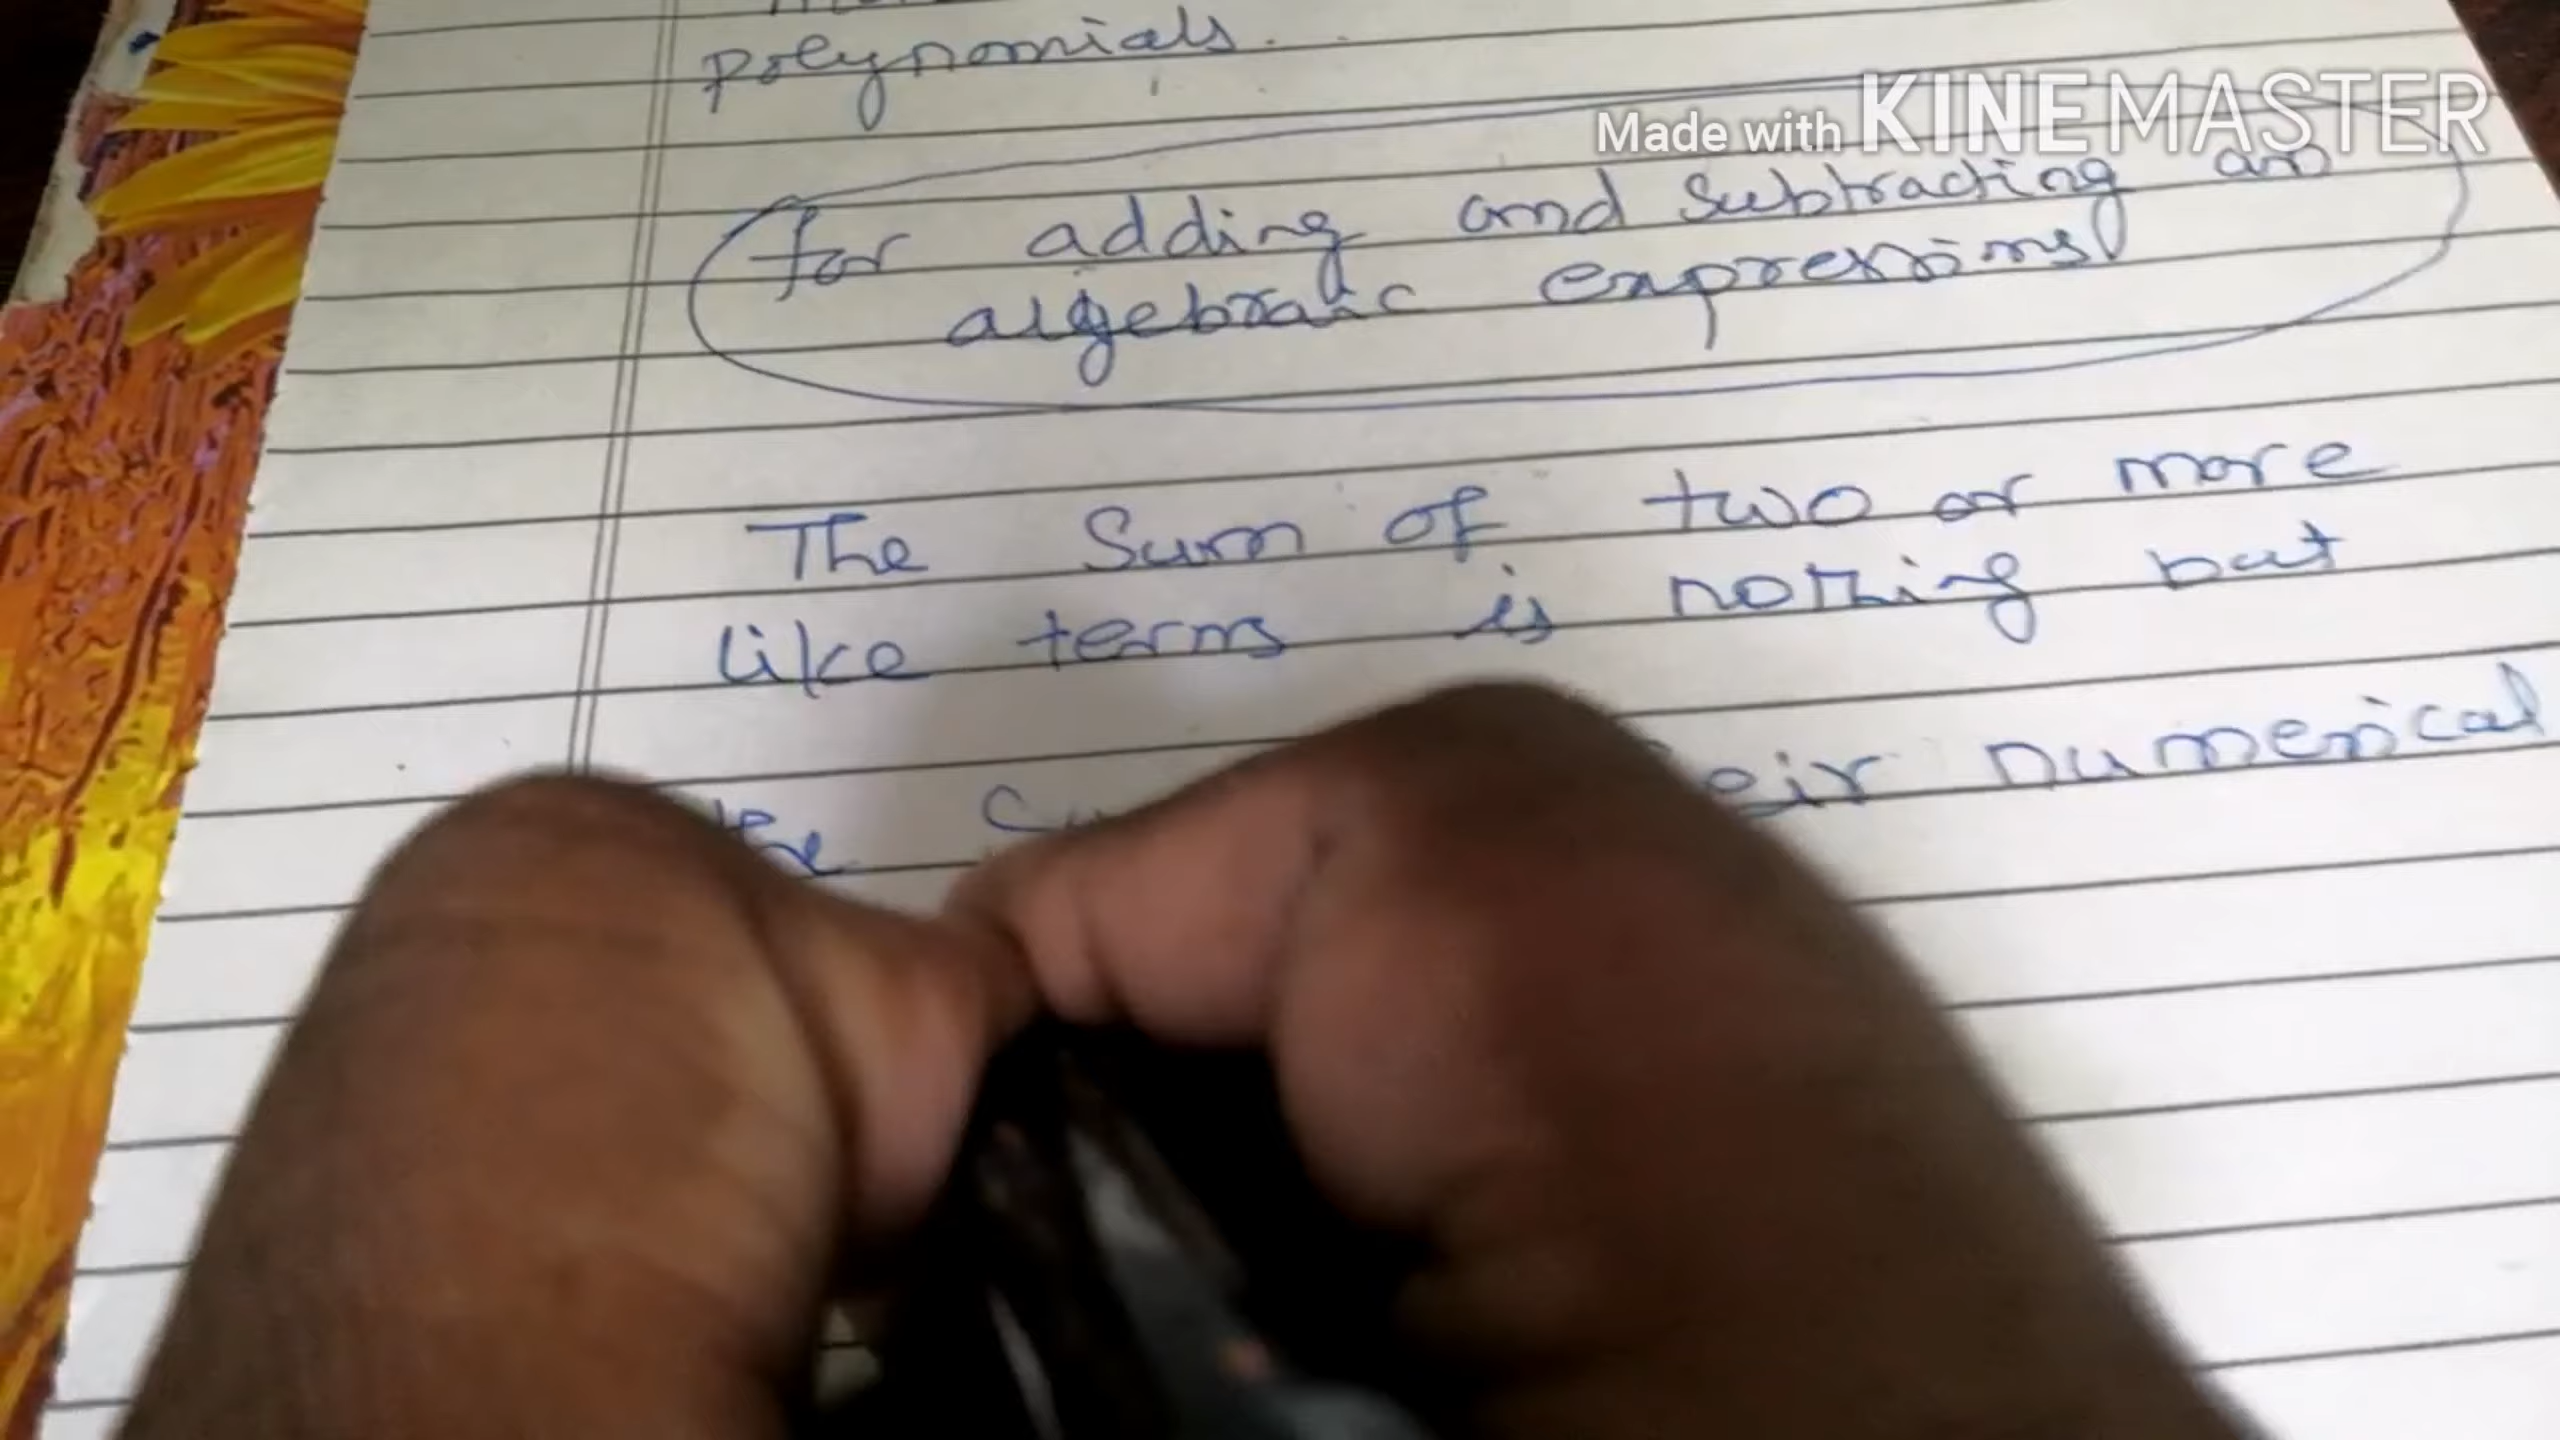 polynomials.
Made with KINEMASTER
for adding and subtracting an
algebraic expressions
The Sum of two or more
like terms is nothing but
the numerical